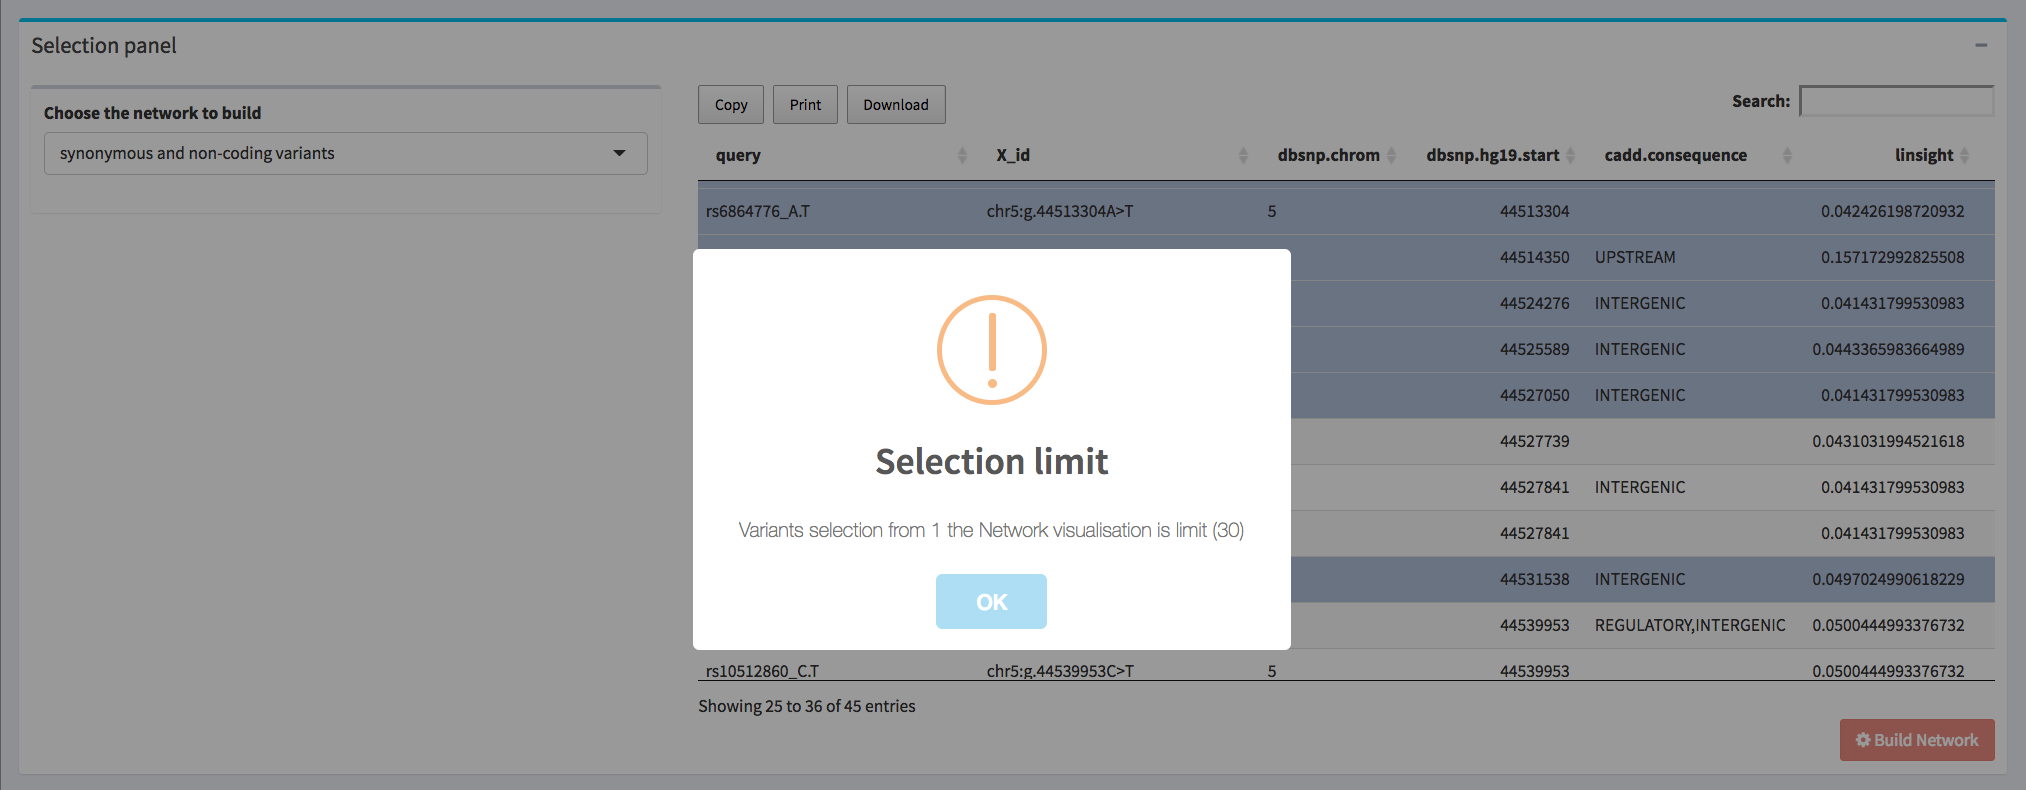 Selection panel
Choose the network to build
synonymous and non-coding variants
Copy Print Download
Search:
query X_id dbsnp.chrom dbsnp.hg19.start cadd.consequence linsight
rs6864776_A.T chr5:g.44513304A>T 5 44513304 0.042426198720932
44514350 UPSTREAM 0.157172992825508
44524276 INTERGENIC 0.041431799530983
44525589 INTERGENIC 0.0443365983664989
44527050 INTERGENIC 0.041431799530983
44527739 0.0431031994521618
44527841 INTERGENIC 0.041431799530983
44527841 0.041431799530983
44531538 INTERGENIC 0.0497024990618229
44539953 REGULATORY,INTERGENIC 0.0500444993376732
rs10512860_C.T chr5:g.44539953C>T 5 44539953 0.0500444993376732
Showing 25 to 36 of 45 entries
Build Network
Selection limit
Variants selection from 1 the Network visualisation is limit (30)
OK